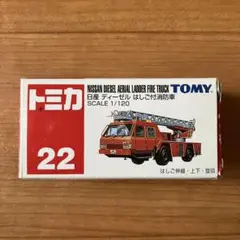 トミカ
22
NISSAN DIESEL AERIAL LADDER FIRE TRUCK
日産 ディーゼル はしご付消防車
SCALE 1/120
TOMY
はしご伸縮・上下・旋回